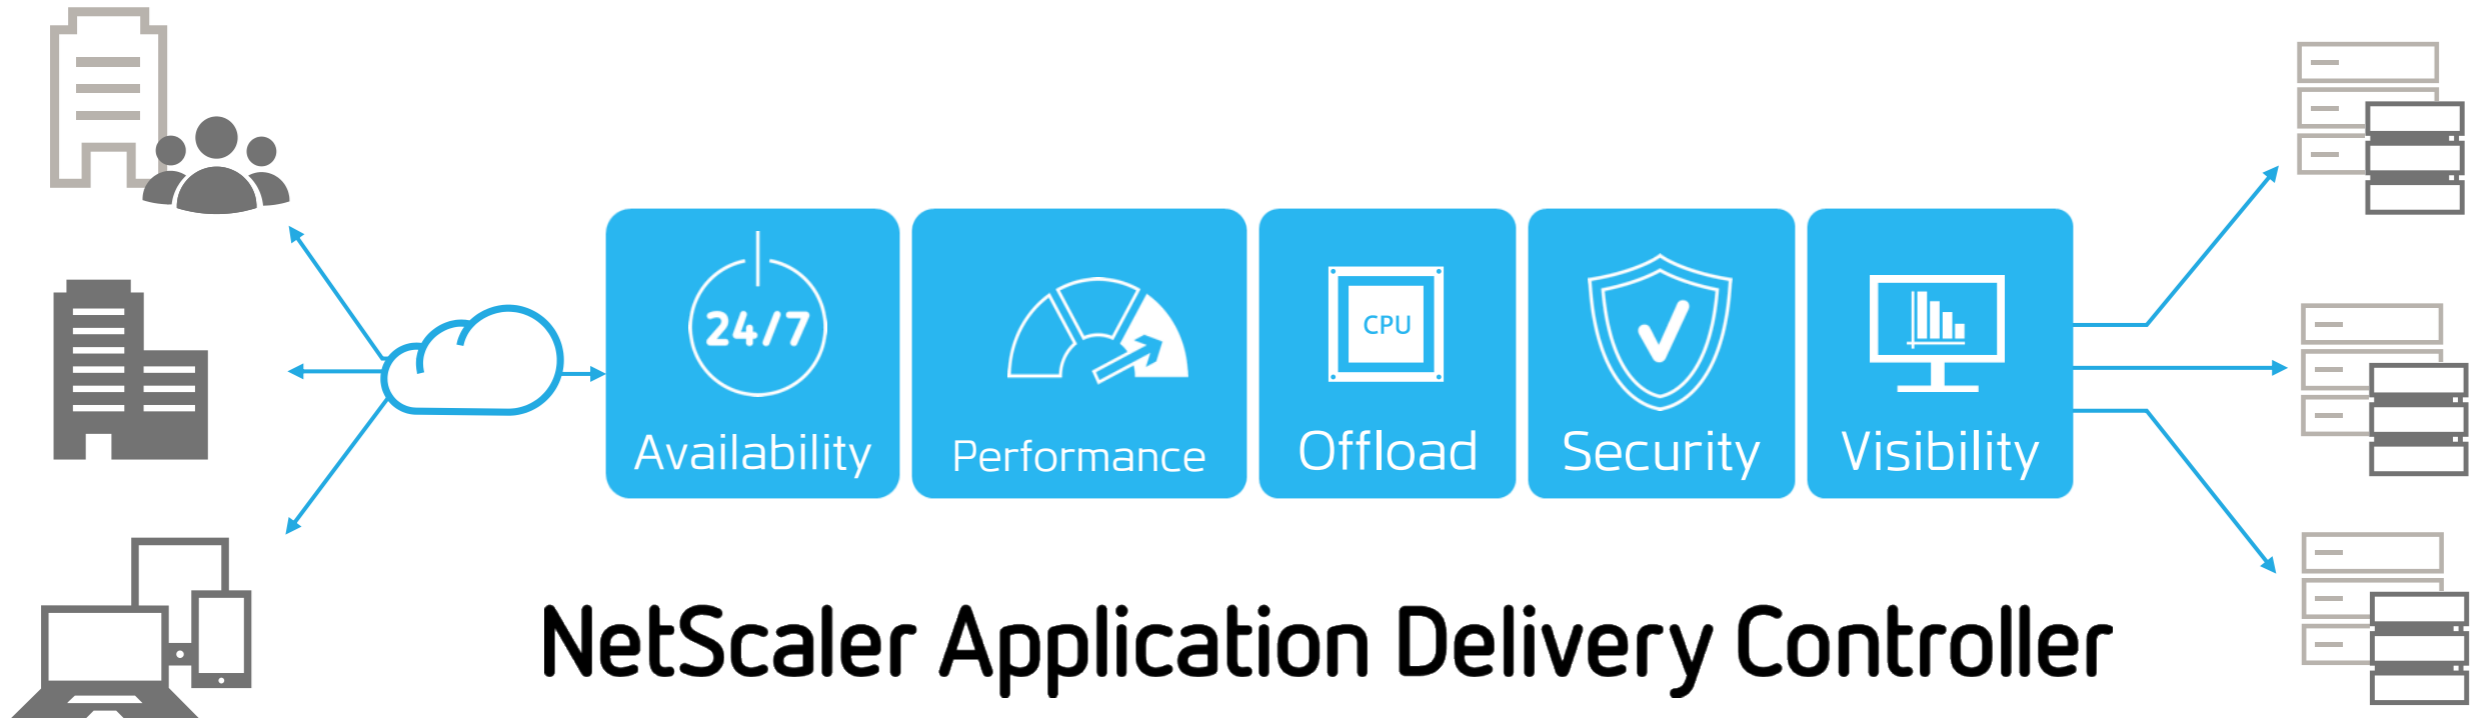 24/7
CPU
Availability
Performance
Offload
Security
Visibility
NetScaler Application Delivery Controller